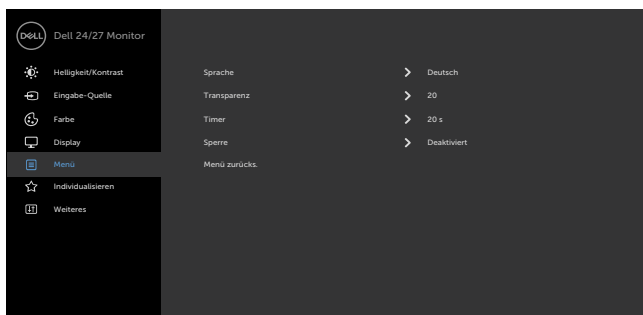 DELL Dell 24/27 Monitor
Helligkeit/Kontrast Sprache Deutsch
Eingabe-Quelle Transparenz 20
Farbe Timer 20 s
Display Sperre Deaktiviert
Menü Menü zurücks.
Individualisieren
Weiteres